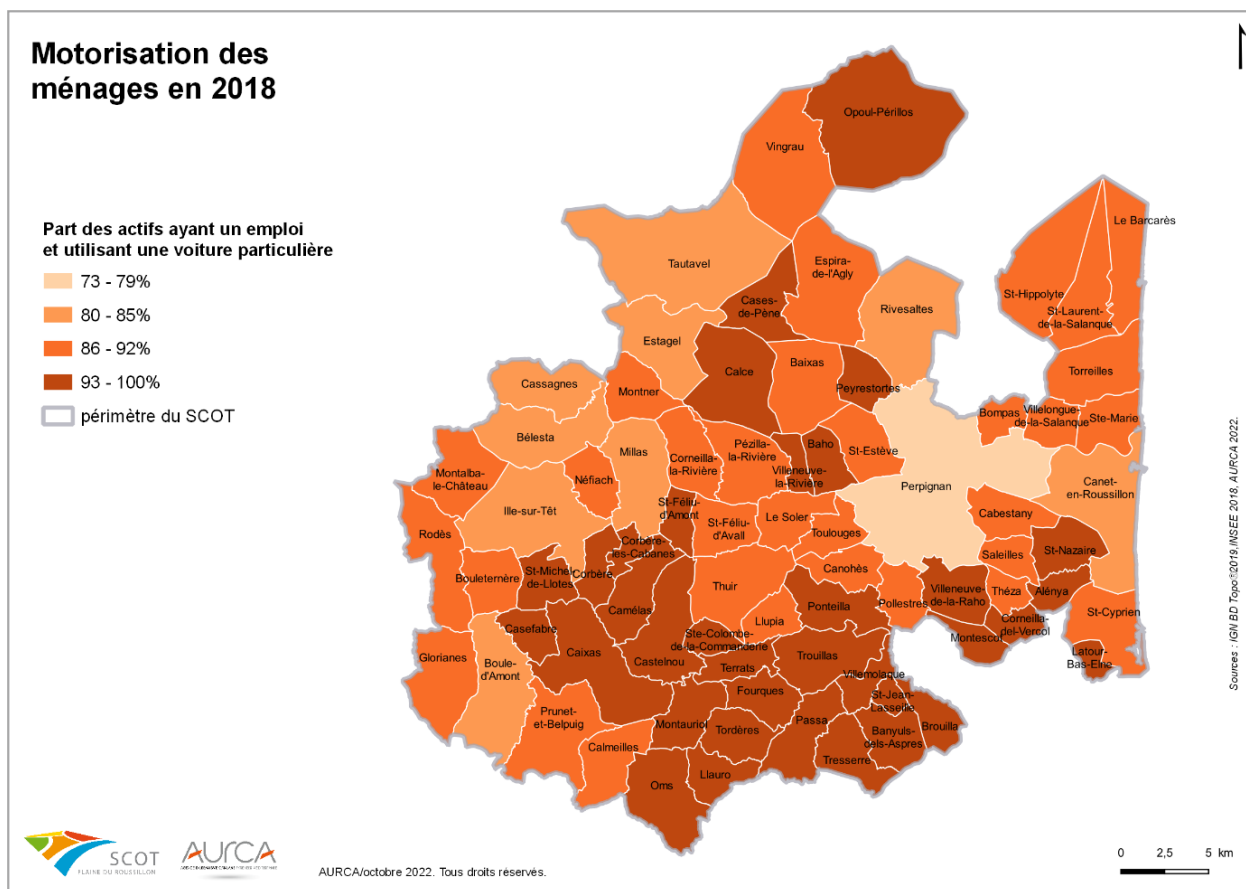 Motorisation des
ménages en 2018
Part des actifs ayant un emploi
et utilisant une voiture particulière
73 - 79%
80 - 85%
86 - 92%
93 - 100%
périmètre du SCOT
Opoul-Périllos
Vingrau
Le Barcarès
Tautavel
Espira-
de-l'Agly
St-Hippolyte
Cases-
de-Pène
Rivesaltes
St-Laurent-
de-la-Salanque
Estagel
Calce
Baixas
Torreilles
Cassagnes
Montner
Peyrestortes
Bompas
Villelongue-
de-la-Salanque
Ste-Marie
Bélesta
Millas
Corneilla-
la-Rivière
Pézilla-
la-Rivière
Baho
St-Estève
Villeneuve-
la-Rivière
Montalba-
le-Château
Néfiach
Perpignan
Canet-
en-Roussillon
Ille-sur-Têt
St-Féliu-
d'Amont
St-Féliu-
d'Avall
Le Soler
Toulouges
Cabestany
Rodès
Corbère-
les-Cabanes
Saleilles
St-Nazaire
Bouleternère
St-Michel-
de-Llotes
Corbère
Thuir
Canohès
Pollestres
Villeneuve-
de-la-Raho
Théza
Alénya
Camélas
Ponteilla
St-Cyprien
Casefabre
Llupia
Corneilla-
del-Vercol
Montescot
Ste-Colombe-
de-la-Commanderie
Glorianes
Boule-
d'Amont
Caixas
Castelnou
Terrats
Trouillas
Latour-
Bas-Elne
Villemolaque
Fourques
St-Jean-
Lasseille
Prunet-
et-Belpuig
Montauriol
Tordères
Passa
Banyuls-
dels-Aspres
Brouilla
Calmeilles
Tresserre
Oms
Llauro
Sources : IGN BD Topo®2019, INSEE 2018, AURCA 2022.
SCOT
PLAINE DU ROUSSILLON
AURCA
AURCA/octobre 2022. Tous droits réservés.
0 2,5 5 km